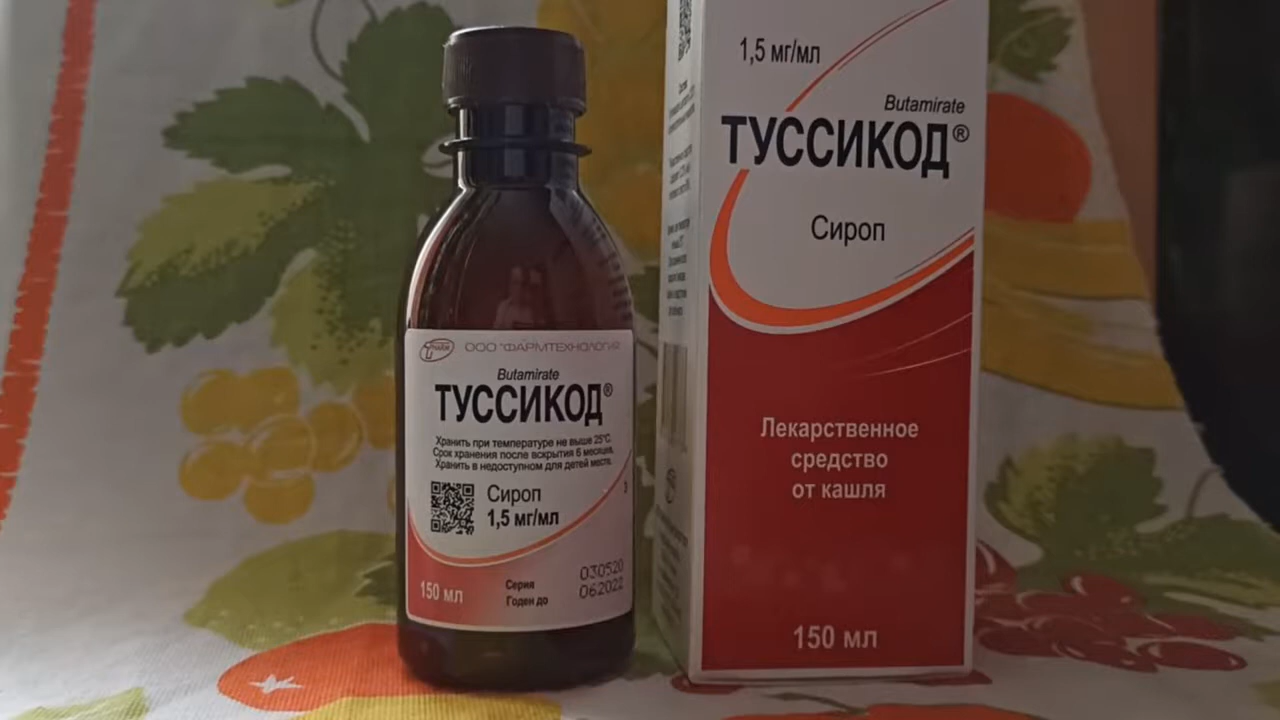 ООО "ФАРМТЕХНОЛОГИЯ"
Butamirate
ТУССИКОД®
Хранить при температуре не выше 25°С.
Срок хранения после вскрытия 6 месяцев.
Хранить в недоступном для детей месте.
Сироп
1,5 мг/мл
150 мл
Серия 030520
Годен до 062022
1,5 мг/мл
Butamirate
ТУССИКОД®
Сироп
Лекарственное
средство
от кашля
150 мл